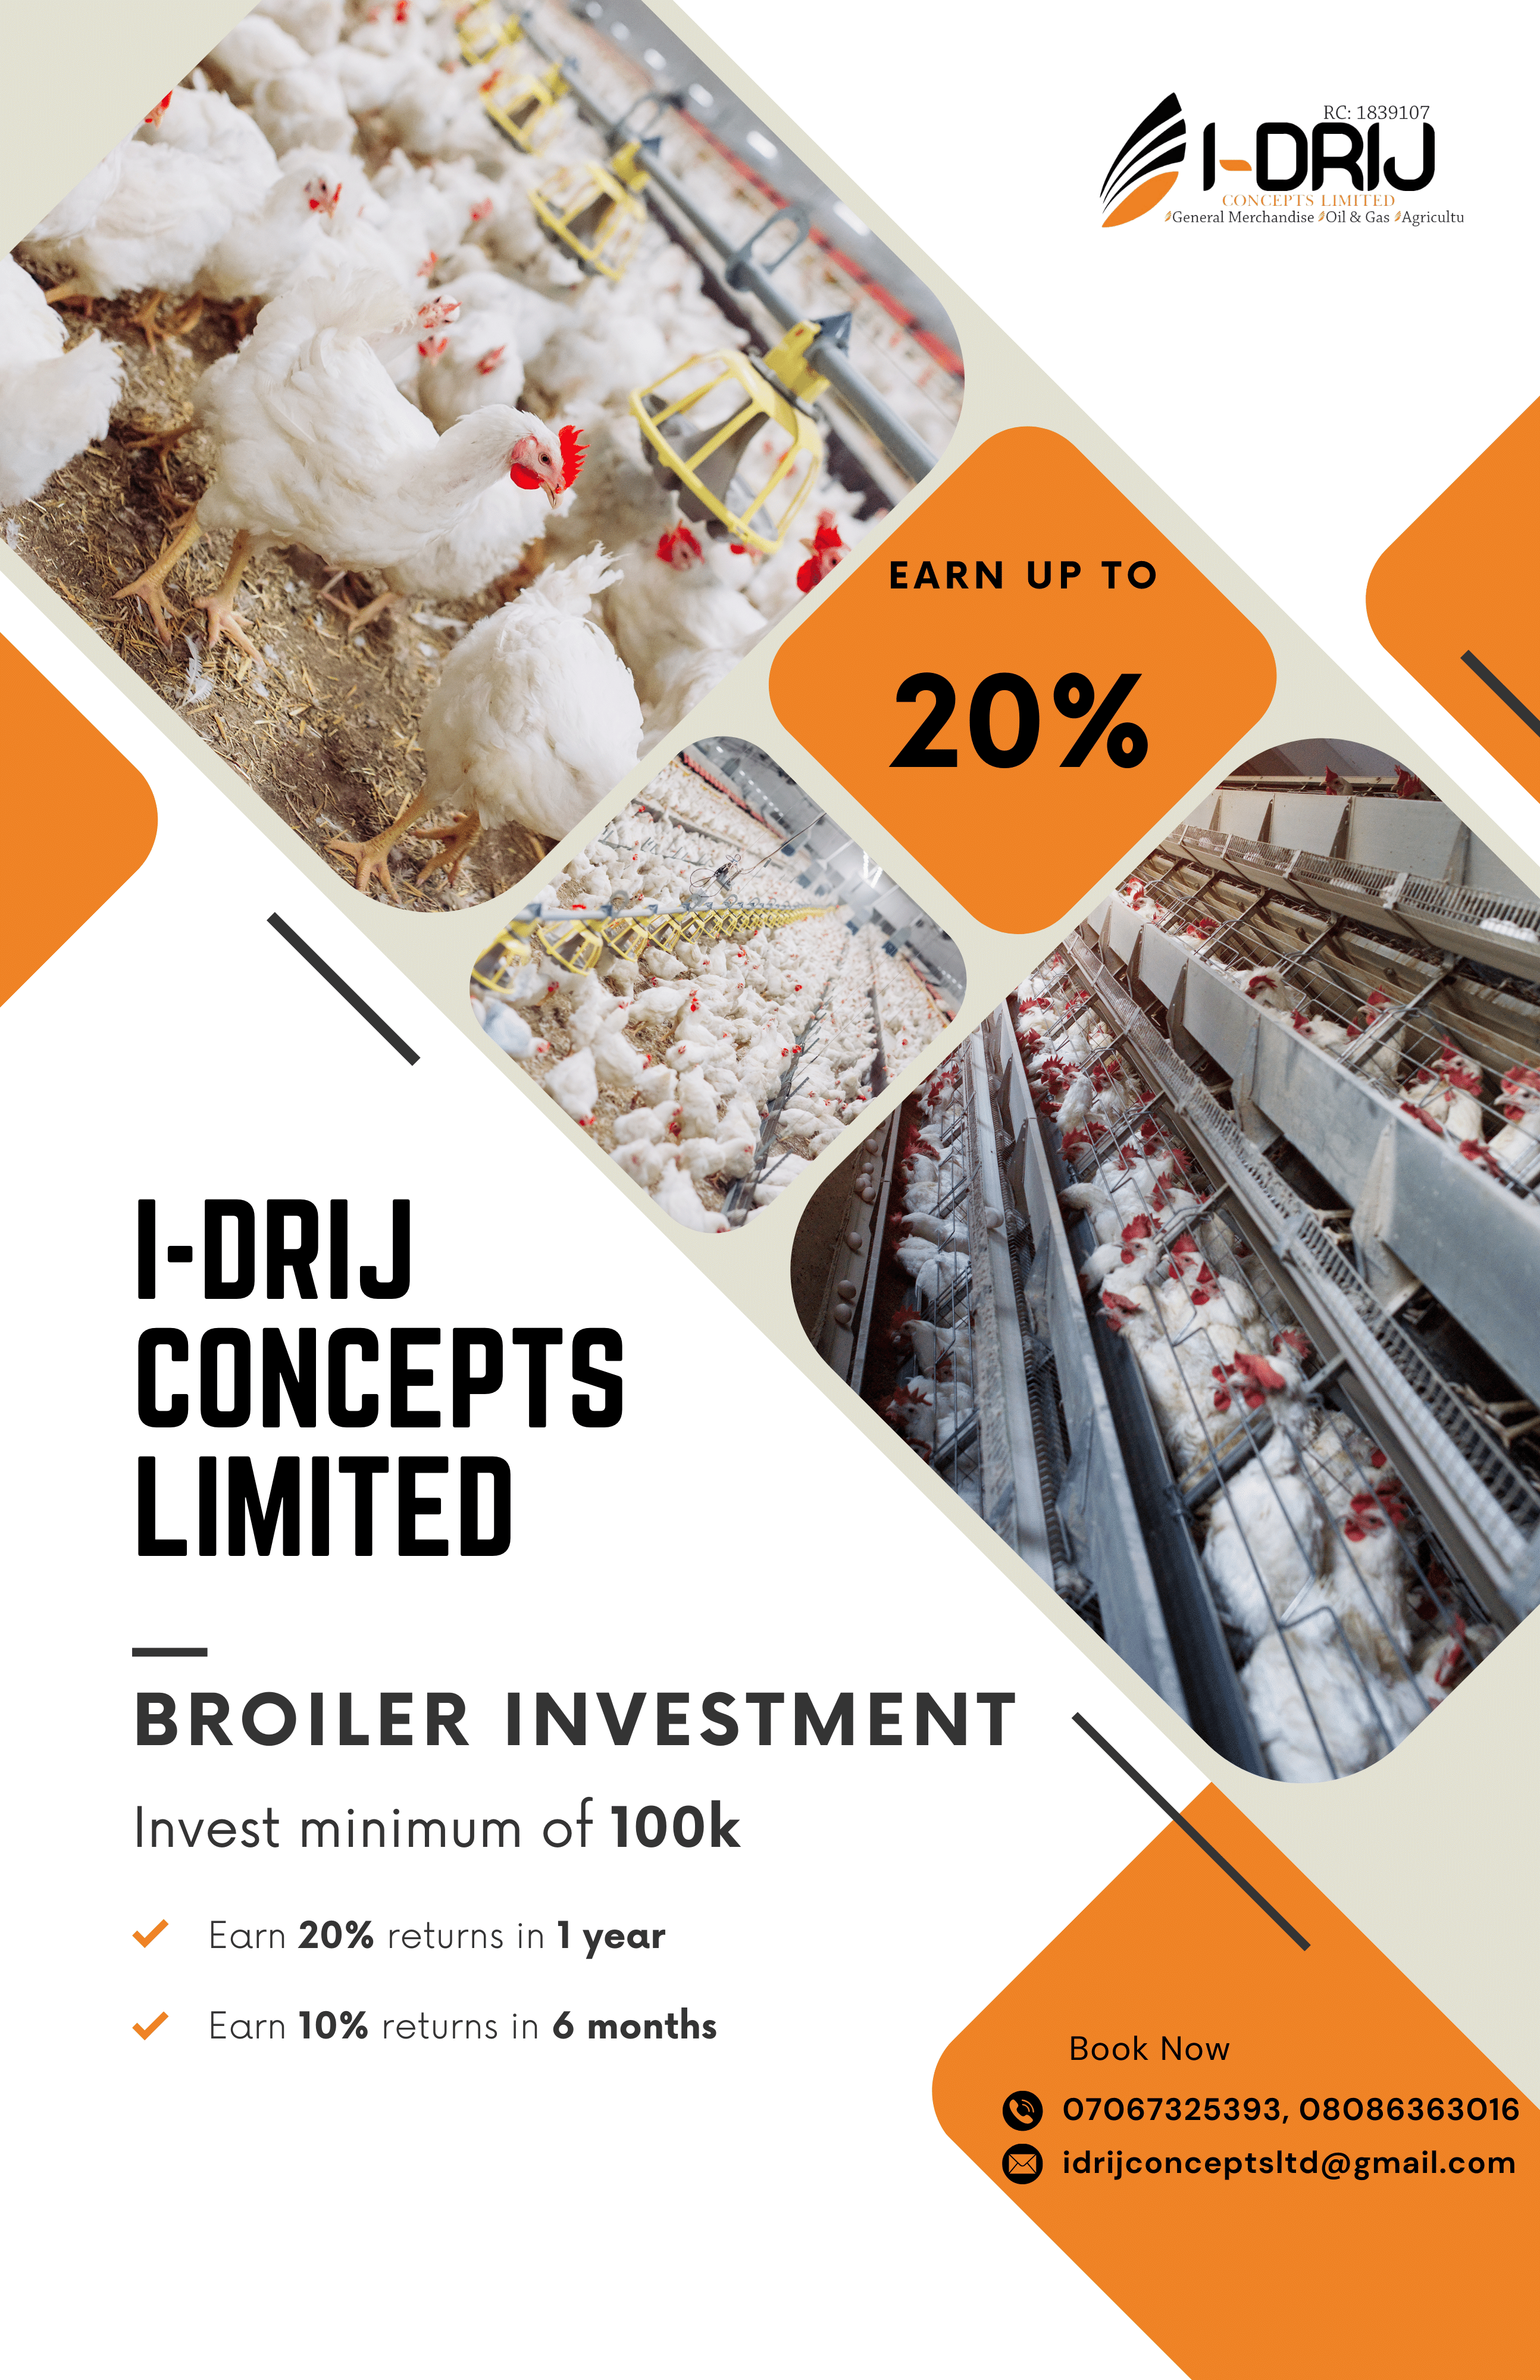 RC: 1839107
I-DRIJ
CONCEPTS LIMITED
General Merchandise Oil & Gas Agricultu
EARN UP TO
20%
I-DRIJ
CONCEPTS
LIMITED
BROILER INVESTMENT
Invest minimum of 100k
Earn 20% returns in 1 year
Earn 10% returns in 6 months
Book Now
07067325393, 08086363016
idrijconceptsltd@gmail.com